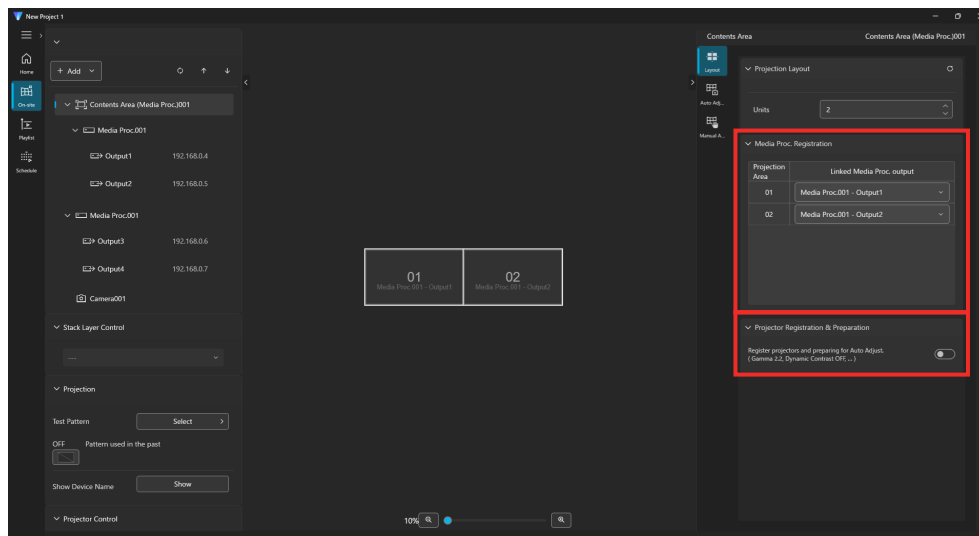 New Project 1
Home
On-site
Playlist
Schedule
+ Add
Contents Area (Media Proc.)001
Media Proc.001
Output1 192.168.0.4
Output2 192.168.0.5
Media Proc.001
Output3 192.168.0.6
Output4 192.168.0.7
Camera001
Stack Layer Control
---
Projection
Test Pattern Select
OFF Pattern used in the past
Show Device Name Show
Projector Control
01
Media Proc.001 - Output1
02
Media Proc.001 - Output2
10%
Contents Area Contents Area (Media Proc.)001
Layout
Auto Adj...
Manual A...
Projection Layout
Units 2
Media Proc. Registration
Projection
Area
Linked Media Proc. output
01 Media Proc.001 - Output1
02 Media Proc.001 - Output2
Projector Registration & Preparation
Register projectors and preparing for Auto Adjust.
( Gamma 2.2, Dynamic Contrast OFF, ... )